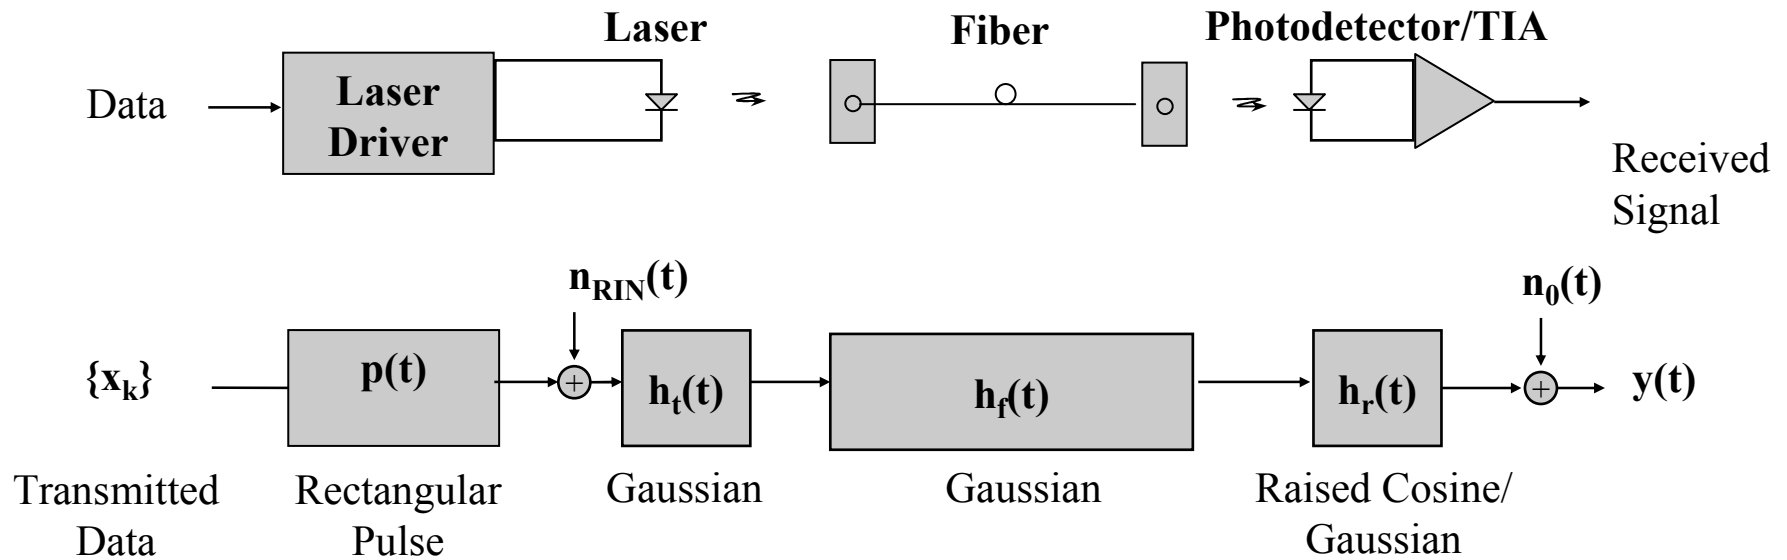 Laser
Fiber
Photodetector/TIA
Data
Laser
Driver
Received
Signal
n_RIN(t)
n_0(t)
{x_k}
p(t)
+
h_t(t)
h_f(t)
h_r(t)
+
y(t)
Transmitted
Data
Rectangular
Pulse
Gaussian
Gaussian
Raised Cosine/
Gaussian